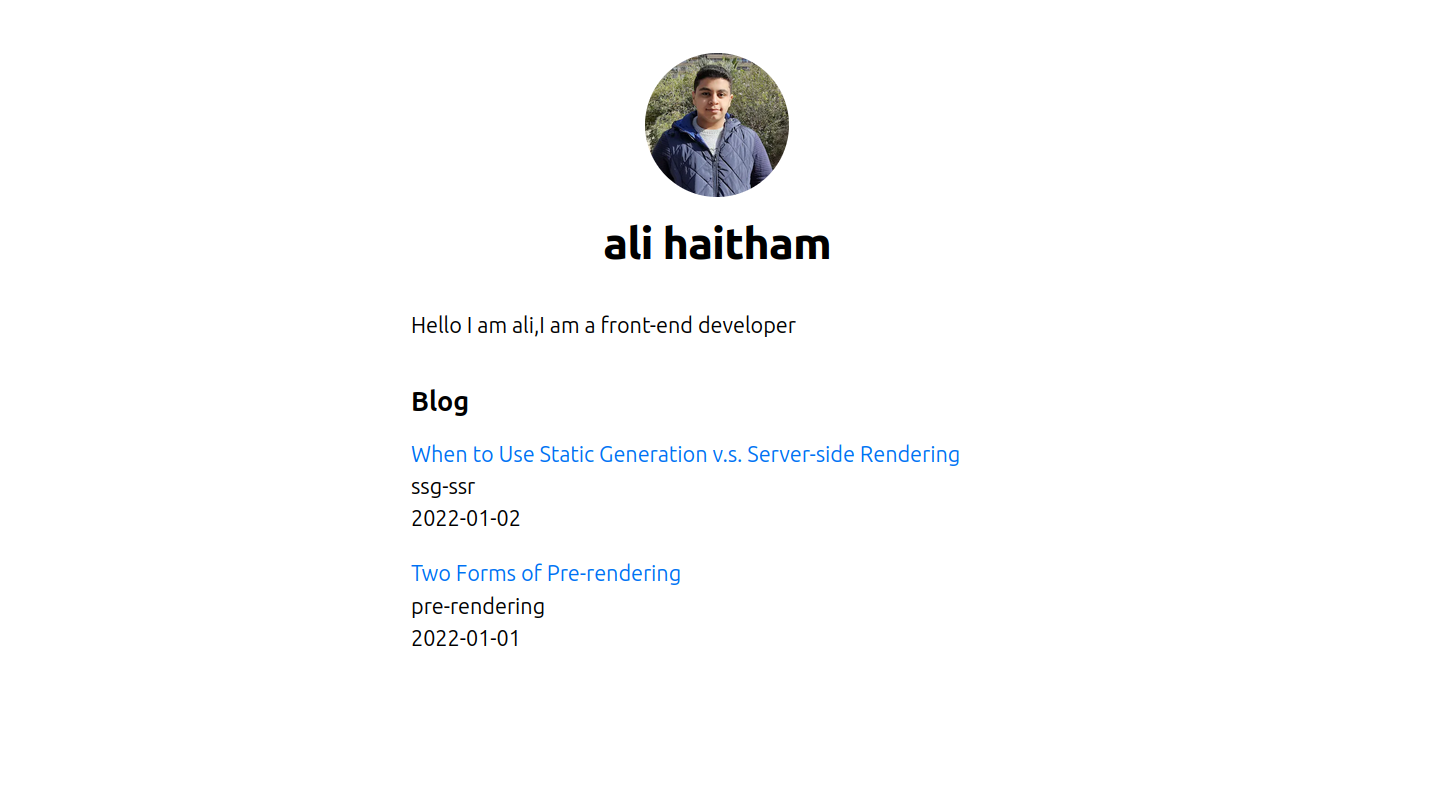 ali haitham
Hello I am ali,I am a front-end developer
Blog
When to Use Static Generation v.s. Server-side Rendering
ssg-ssr
2022-01-02
Two Forms of Pre-rendering
pre-rendering
2022-01-01